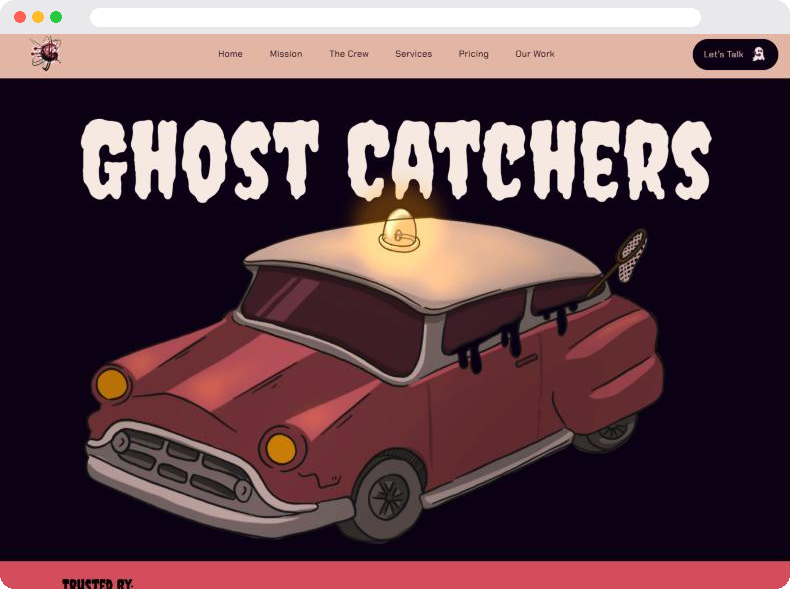 Home Mission The Crew Services Pricing Our Work Let's Talk
GHOST CATCHERS
TRUSTED BY: